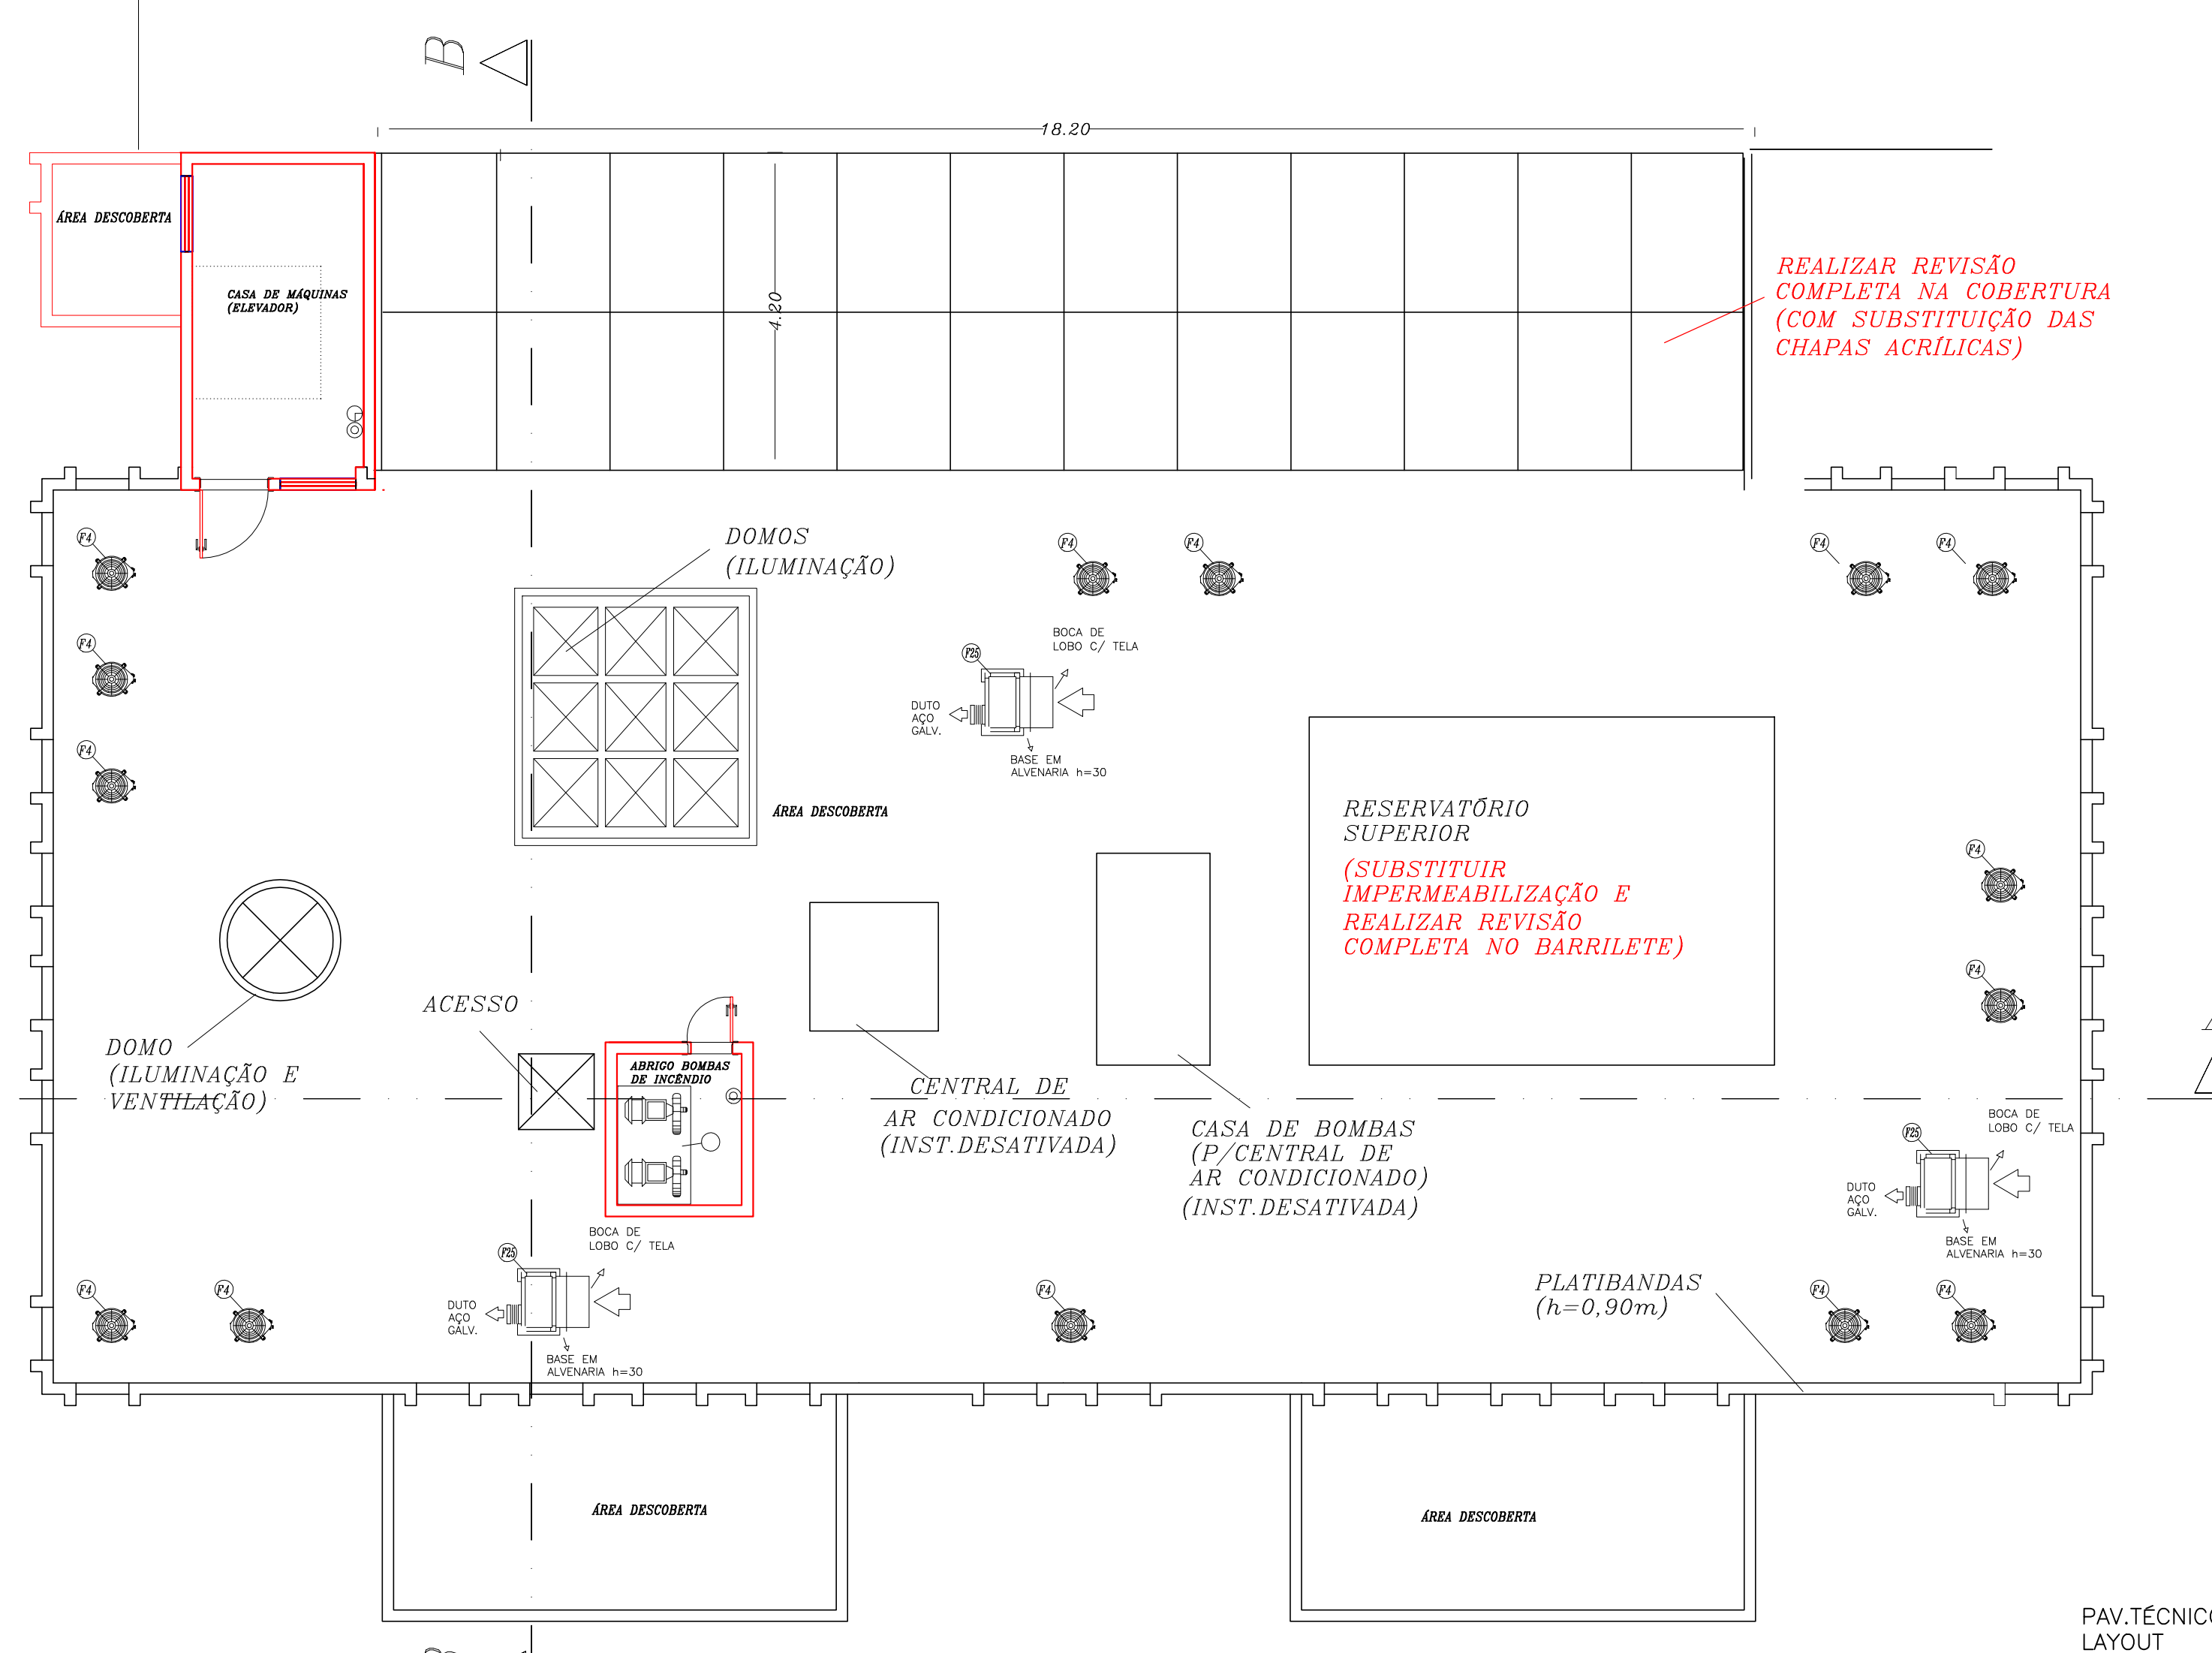 B
18.20
ÁREA DESCOBERTA
CASA DE MÁQUINAS
(ELEVADOR)
4.20
REALIZAR REVISÃO
COMPLETA NA COBERTURA
(COM SUBSTITUIÇÃO DAS
CHAPAS ACRÍLICAS)
F4
DOMOS
(ILUMINAÇÃO)
F4
F4
F4
F4
F4
F4
BOCA DE
LOBO C/ TELA
F25
DUTO
AÇO
GALV.
BASE EM
ALVENARIA h=30
ÁREA DESCOBERTA
RESERVATÓRIO
SUPERIOR
(SUBSTITUIR
IMPERMEABILIZAÇÃO E
REALIZAR REVISÃO
COMPLETA NO BARRILETE)
F4
F4
ACESSO
DOMO
(ILUMINAÇÃO E
VENTILAÇÃO)
ABRIGO BOMBAS
DE INCÊNDIO
CENTRAL DE
AR CONDICIONADO
(INST.DESATIVADA)
CASA DE BOMBAS
(P/CENTRAL DE
AR CONDICIONADO)
(INST.DESATIVADA)
BOCA DE
LOBO C/ TELA
F25
DUTO
AÇO
GALV.
BASE EM
ALVENARIA h=30
BOCA DE
LOBO C/ TELA
F25
DUTO
AÇO
GALV.
BASE EM
ALVENARIA h=30
F4
F4
F4
PLATIBANDAS
(h=0,90m)
F4
F4
ÁREA DESCOBERTA
ÁREA DESCOBERTA
PAV.TÉCNICO
LAYOUT